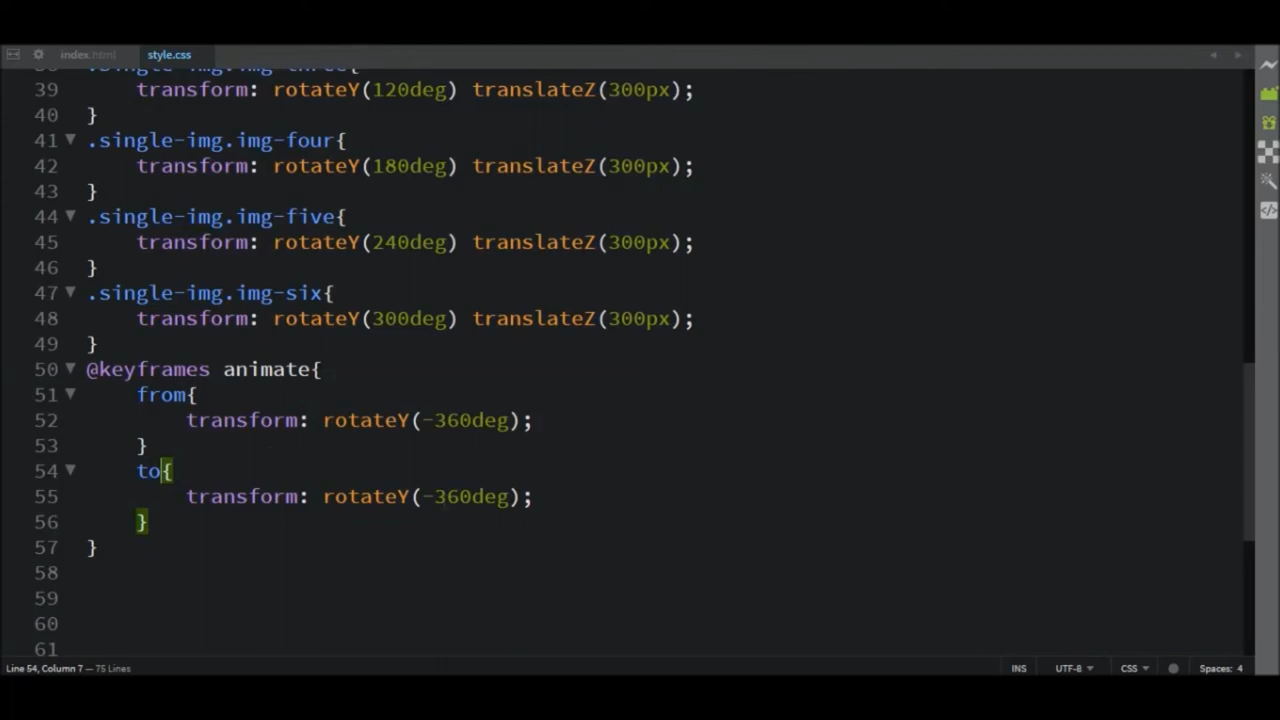 index.html style.css
.single-img.img-three{
39 transform: rotateY(120deg) translateZ(300px);
40 }
41 .single-img.img-four{
42 transform: rotateY(180deg) translateZ(300px);
43 }
44 .single-img.img-five{
45 transform: rotateY(240deg) translateZ(300px);
46 }
47 .single-img.img-six{
48 transform: rotateY(300deg) translateZ(300px);
49 }
50 @keyframes animate{
51 from{
52 transform: rotateY(-360deg);
53 }
54 to{
55 transform: rotateY(-360deg);
56 }
57 }
58
59
60
61
Line 54, Column 7 — 75 Lines INS UTF-8 CSS Spaces: 4